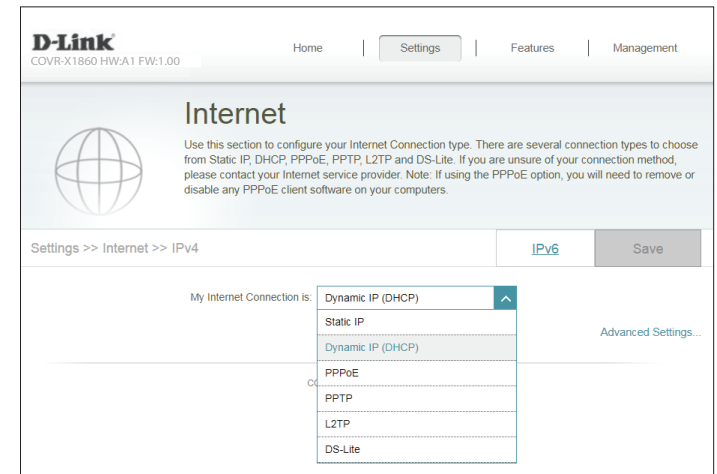 D-Link
COVR-X1860 HW:A1 FW:1.00
Home | Settings | Features | Management
Internet
Use this section to configure your Internet Connection type. There are several connection types to choose
from Static IP, DHCP, PPPoE, PPTP, L2TP and DS-Lite. If you are unsure of your connection method,
please contact your Internet service provider. Note: If using the PPPoE option, you will need to remove or
disable any PPPoE client software on your computers.
Settings >> Internet >> IPv4
IPv6
Save
My Internet Connection is: Dynamic IP (DHCP)
Static IP
Advanced Settings...
Dynamic IP (DHCP)
PPPoE
PPTP
L2TP
DS-Lite